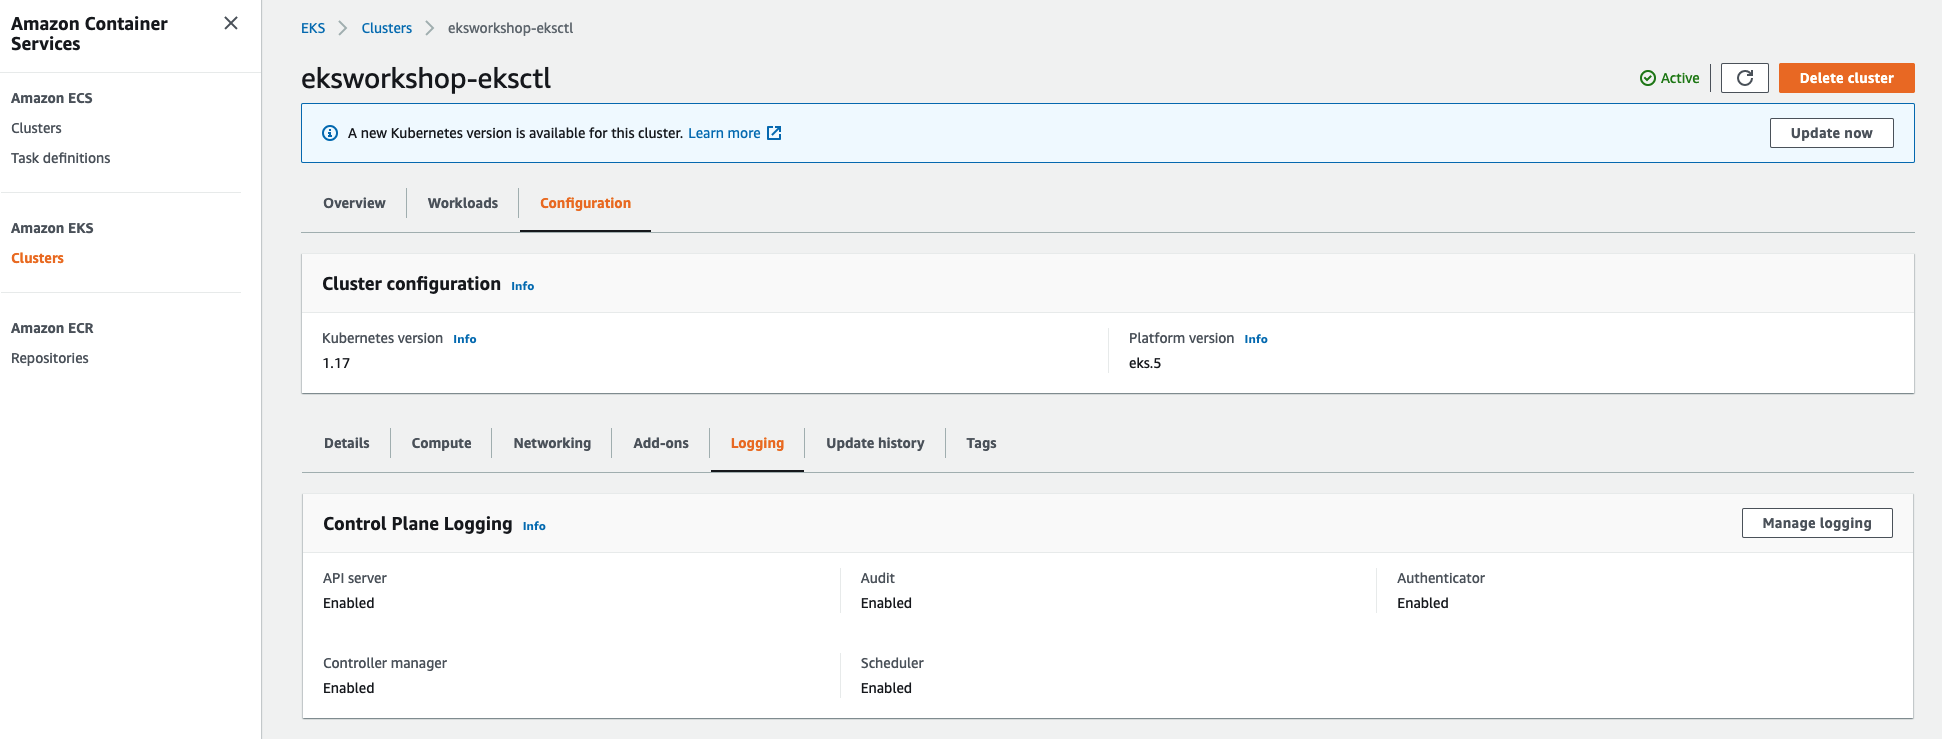 Amazon Container
Services
Amazon ECS
Clusters
Task definitions
Amazon EKS
Clusters
Amazon ECR
Repositories
EKS
Clusters
eksworkshop-eksctl
eksworkshop-eksctl
Active
Delete cluster
A new Kubernetes version is available for this cluster. Learn more
Update now
Overview
Workloads
Configuration
Cluster configuration Info
Kubernetes version Info
1.17
Platform version Info
eks.5
Details
Compute
Networking
Add-ons
Logging
Update history
Tags
Control Plane Logging Info
Manage logging
API server
Enabled
Audit
Enabled
Authenticator
Enabled
Controller manager
Enabled
Scheduler
Enabled